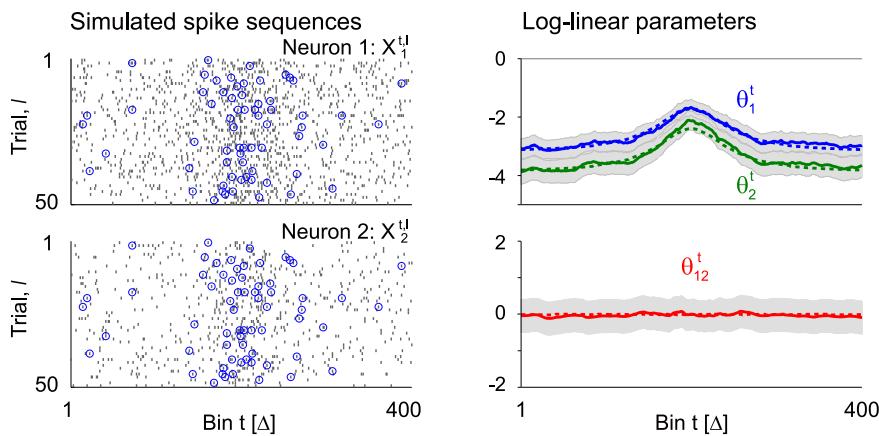 Simulated spike sequences
Neuron 1: X₁ᵗ,ˡ
Trial, l
1
50
Neuron 2: X₂ᵗ,ˡ
Trial, l
1
50
1
400
Bin t [Δ]
Log-linear parameters
0
-2
-4
θ₁ᵗ
θ₂ᵗ
2
0
-2
θ₁₂ᵗ
1
400
Bin t [Δ]